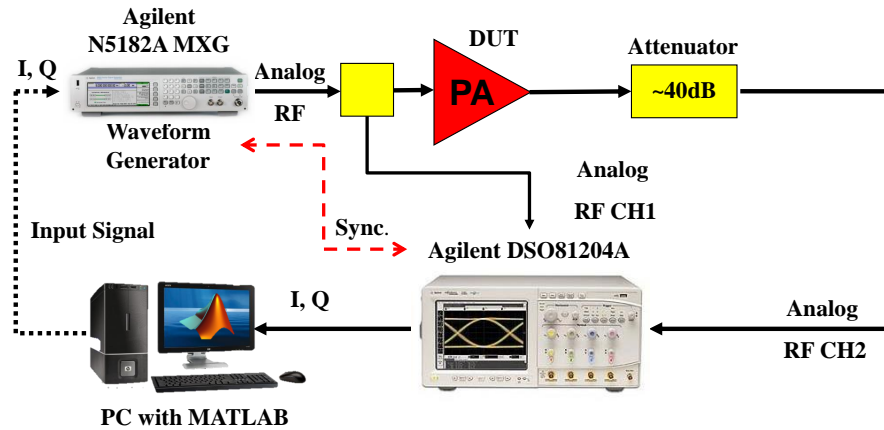 Agilent
N5182A MXG
I, Q
Analog
RF
Waveform
Generator
DUT
PA
Attenuator
~40dB
Analog
RF CH1
Input Signal
Sync.
Agilent DSO81204A
I, Q
Analog
RF CH2
PC with MATLAB